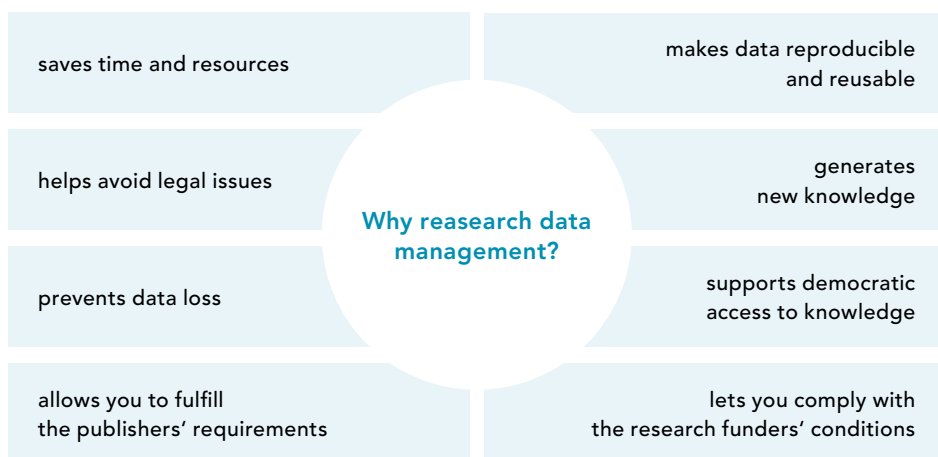 saves time and resources
makes data reproducible
and reusable
helps avoid legal issues
generates
new knowledge
Why reasearch data
management?
prevents data loss
supports democratic
access to knowledge
allows you to fulfill
the publishers’ requirements
lets you comply with
the research funders’ conditions